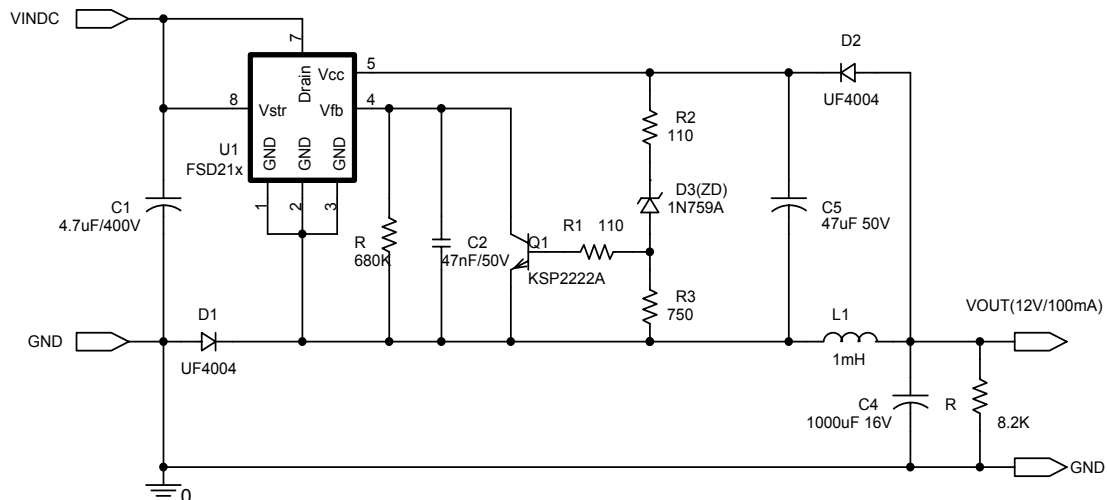 VINDC
7
D2
Drain
Vcc
5
UF4004
8
Vstr
Vfb
4
R2
110
U1
FSD21x
GND
GND
GND
1
2
3
D3(ZD)
1N759A
C1
4.7uF/400V
C5
47uF 50V
R1 110
R
680K
C2
47nF/50V
Q1
KSP2222A
R3
750
VOUT(12V/100mA)
D1
L1
GND
UF4004
1mH
C4
1000uF 16V
R
8.2K
GND
0